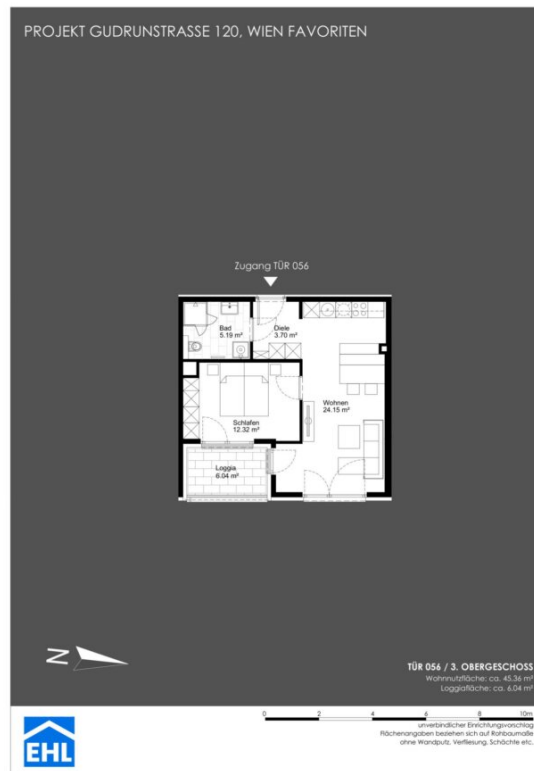 PROJEKT GUDRUNSTRASSE 120, WIEN FAVORITEN
Zugang TÜR 056
Bad
5.19 m²
Diele
3.70 m²
Wohnen
24.15 m²
Schlafen
12.32 m²
Loggia
6.04 m²
N
TÜR 056 / 3. OBERGESCHOSS
Wohnnutzfläche: ca. 45,36 m²
Loggiafläche: ca. 6,04 m²
0 2 4 6 8 10m
unverbindlicher Einrichtungsvorschlag
Flächenangaben beziehen sich auf Rohbaumaße
ohne Wandputz, Verfliesung, Schächte etc.
EHL